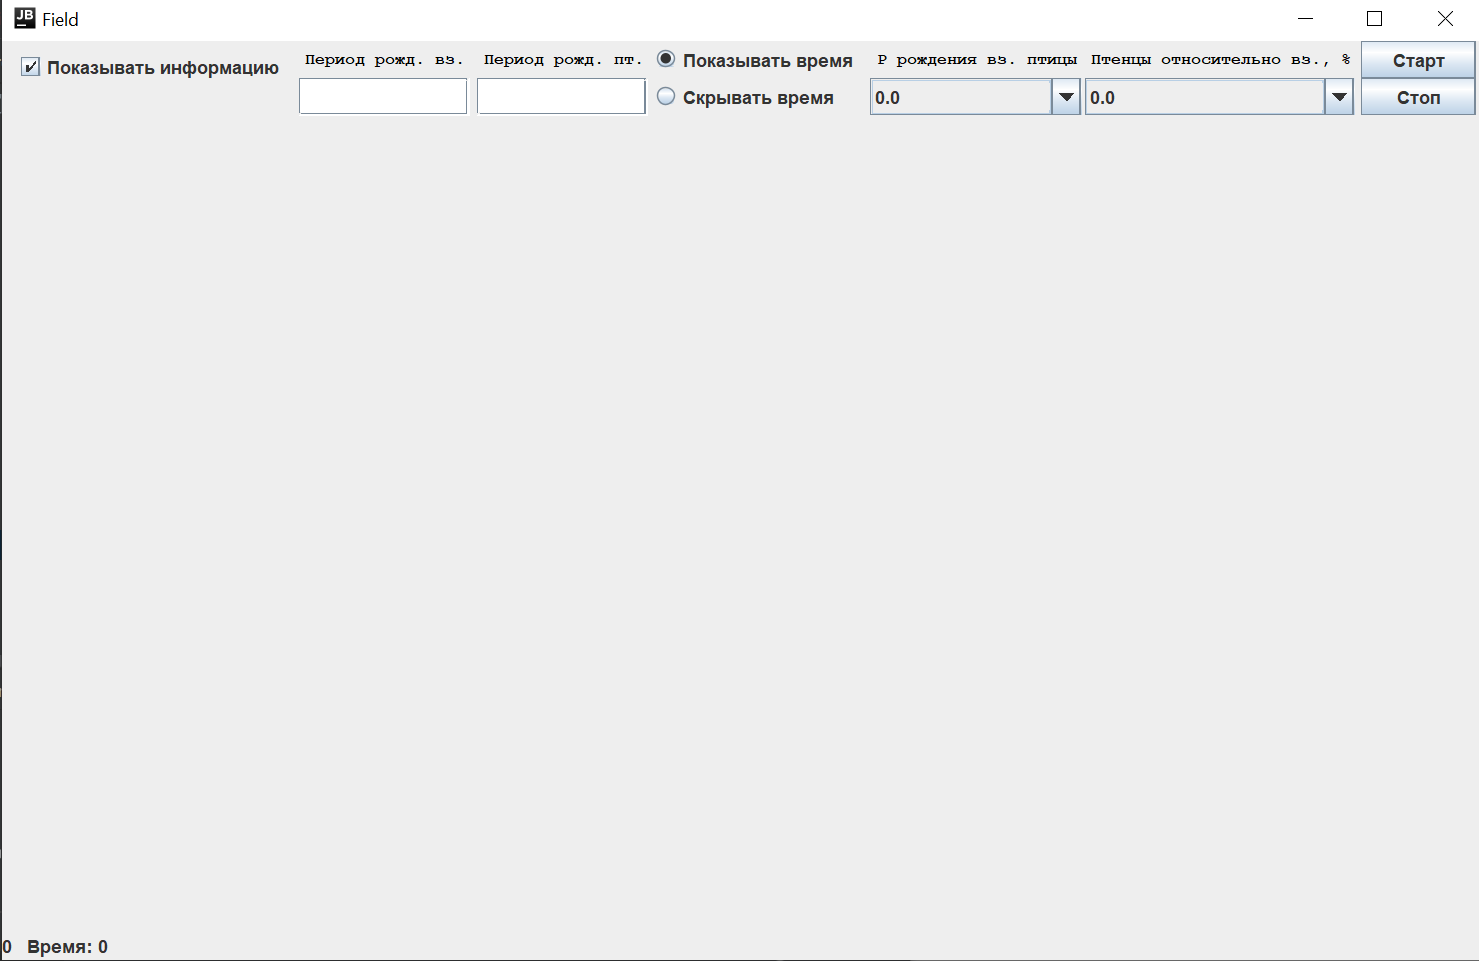 JB Field
Показывать информацию
Период рожд. вз.
Период рожд. пт.
Показывать время
Скрывать время
Р рождения вз. птицы
0.0
Птенцы относительно вз., %
0.0
Старт
Стоп
0 Время: 0